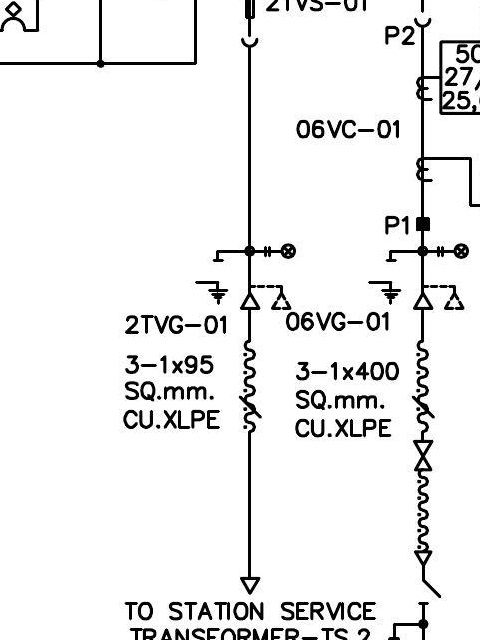 2TVS-01
P2
50
27/
25,
06VC-01
P1
2TVG-01
06VG-01
3-1x95
SQ.mm.
CU.XLPE
3-1x400
SQ.mm.
CU.XLPE
TO STATION SERVICE
TRANSFORMER-TS.2